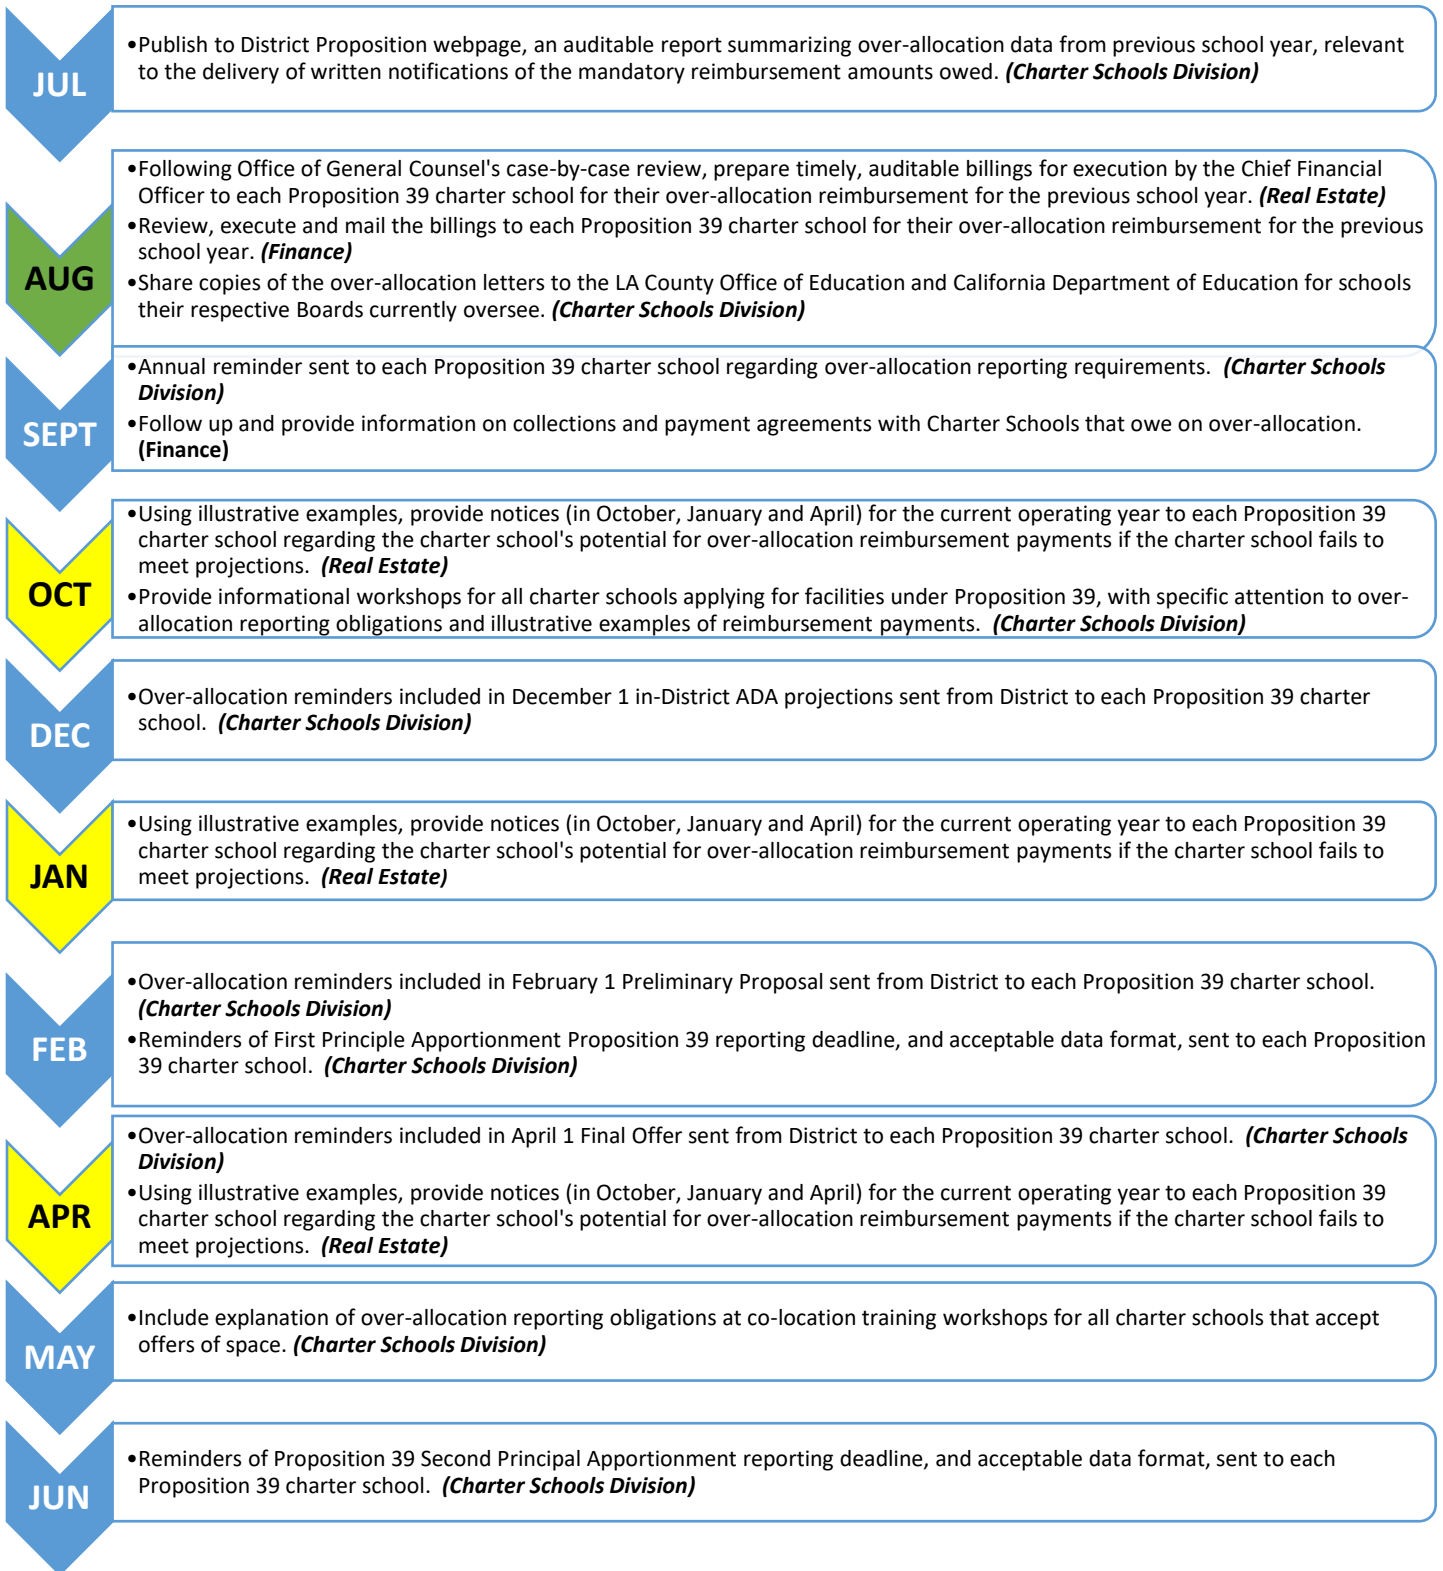 JUL
•Publish to District Proposition webpage, an auditable report summarizing over-allocation data from previous school year, relevant
to the delivery of written notifications of the mandatory reimbursement amounts owed. (Charter Schools Division)
AUG
•Following Office of General Counsel's case-by-case review, prepare timely, auditable billings for execution by the Chief Financial
Officer to each Proposition 39 charter school for their over-allocation reimbursement for the previous school year. (Real Estate)
•Review, execute and mail the billings to each Proposition 39 charter school for their over-allocation reimbursement for the previous
school year. (Finance)
•Share copies of the over-allocation letters to the LA County Office of Education and California Department of Education for schools
their respective Boards currently oversee. (Charter Schools Division)
SEPT
•Annual reminder sent to each Proposition 39 charter school regarding over-allocation reporting requirements. (Charter Schools
Division)
•Follow up and provide information on collections and payment agreements with Charter Schools that owe on over-allocation.
(Finance)
OCT
•Using illustrative examples, provide notices (in October, January and April) for the current operating year to each Proposition 39
charter school regarding the charter school's potential for over-allocation reimbursement payments if the charter school fails to
meet projections. (Real Estate)
•Provide informational workshops for all charter schools applying for facilities under Proposition 39, with specific attention to over-
allocation reporting obligations and illustrative examples of reimbursement payments. (Charter Schools Division)
DEC
•Over-allocation reminders included in December 1 in-District ADA projections sent from District to each Proposition 39 charter
school. (Charter Schools Division)
JAN
•Using illustrative examples, provide notices (in October, January and April) for the current operating year to each Proposition 39
charter school regarding the charter school's potential for over-allocation reimbursement payments if the charter school fails to
meet projections. (Real Estate)
FEB
•Over-allocation reminders included in February 1 Preliminary Proposal sent from District to each Proposition 39 charter school.
(Charter Schools Division)
•Reminders of First Principle Apportionment Proposition 39 reporting deadline, and acceptable data format, sent to each Proposition
39 charter school. (Charter Schools Division)
APR
•Over-allocation reminders included in April 1 Final Offer sent from District to each Proposition 39 charter school. (Charter Schools
Division)
•Using illustrative examples, provide notices (in October, January and April) for the current operating year to each Proposition 39
charter school regarding the charter school's potential for over-allocation reimbursement payments if the charter school fails to
meet projections. (Real Estate)
MAY
•Include explanation of over-allocation reporting obligations at co-location training workshops for all charter schools that accept
offers of space. (Charter Schools Division)
JUN
•Reminders of Proposition 39 Second Principal Apportionment reporting deadline, and acceptable data format, sent to each
Proposition 39 charter school. (Charter Schools Division)